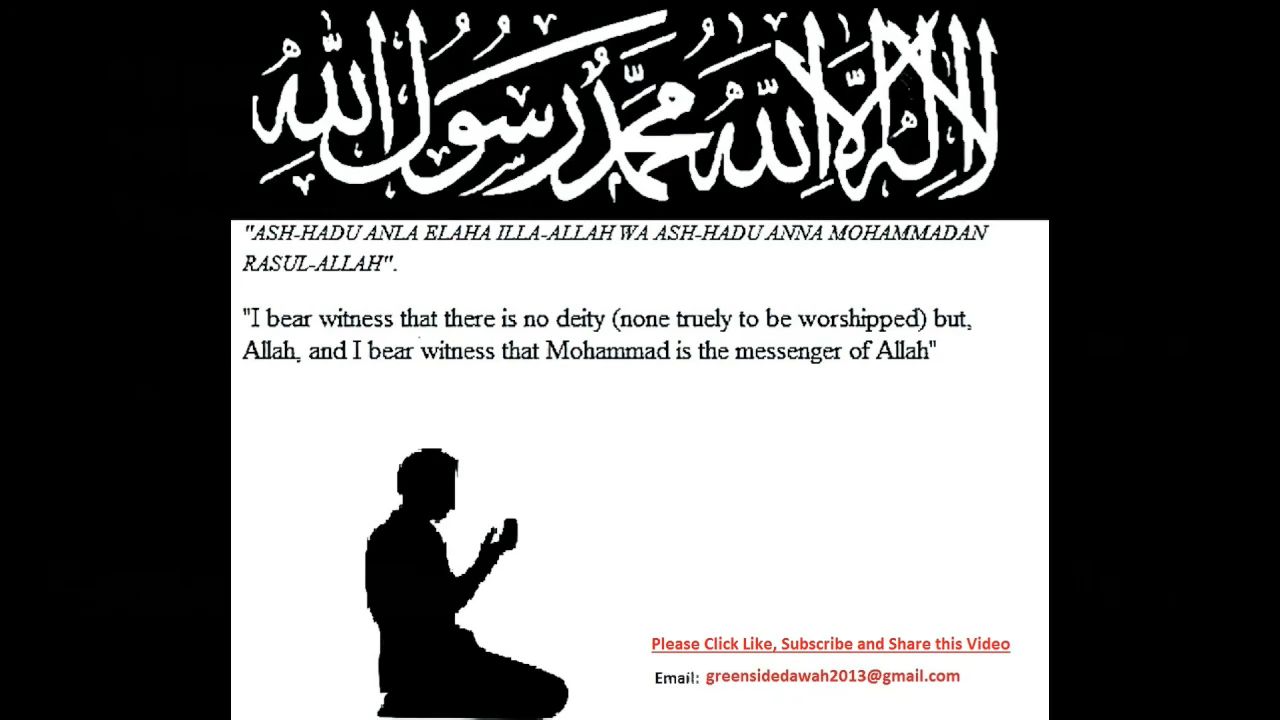 لا إله إلا الله محمد رسول الله
"ASH-HADU ANLA ELAHA ILLA-ALLAH WA ASH-HADU ANNA MOHAMMADAN
RASUL-ALLAH".
"I bear witness that there is no deity (none truely to be worshipped) but,
Allah, and I bear witness that Mohammad is the messenger of Allah"
Please Click Like, Subscribe and Share this Video
Email: greensidedawah2013@gmail.com